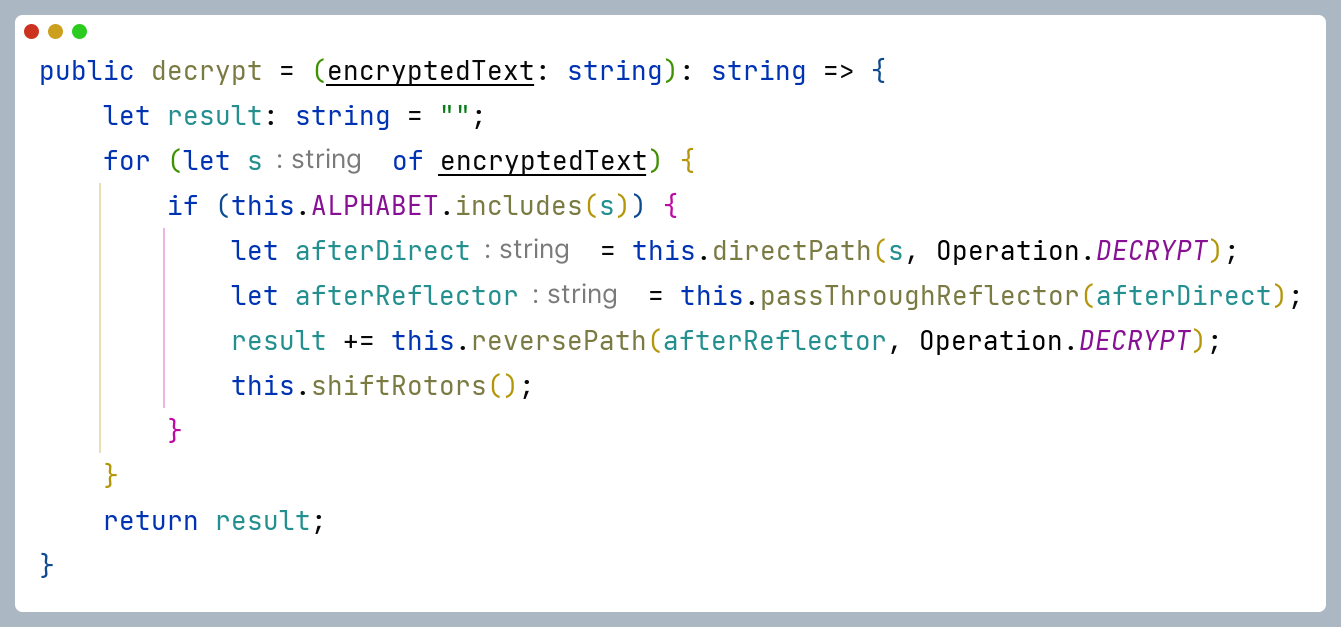 public decrypt = (encryptedText: string): string => {
let result: string = "";
for (let s : string of encryptedText) {
if (this.ALPHABET.includes(s)) {
let afterDirect : string = this.directPath(s, Operation.DECRYPT);
let afterReflector : string = this.passThroughReflector(afterDirect);
result += this.reversePath(afterReflector, Operation.DECRYPT);
this.shiftRotors();
}
}
return result;
}